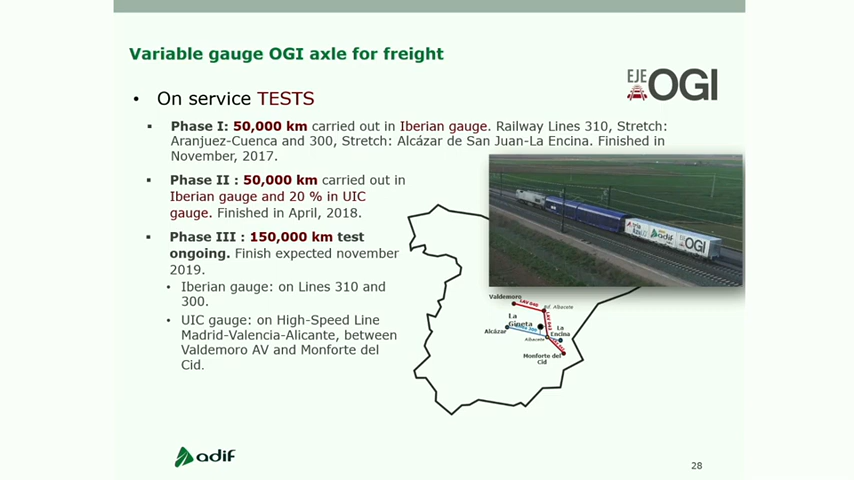 Variable gauge OGI axle for freight
EJE OGI
• On service TESTS
▪ Phase I: 50,000 km carried out in Iberian gauge. Railway Lines 310, Stretch:
Aranjuez-Cuenca and 300, Stretch: Alcázar de San Juan-La Encina. Finished in
November, 2017.
▪ Phase II : 50,000 km carried out in
Iberian gauge and 20 % in UIC
gauge. Finished in April, 2018.
▪ Phase III : 150,000 km test
ongoing. Finish expected november
2019.
• Iberian gauge: on Lines 310 and
300.
• UIC gauge: on High-Speed Line
Madrid-Valencia-Alicante, between
Valdemoro AV and Monforte del
Cid.
adif
OGI
Valdemoro
Bif. Albacete
La
Gineta
Alcázar
La
Encina
Albacete
Monforte del
Cid
adif
28